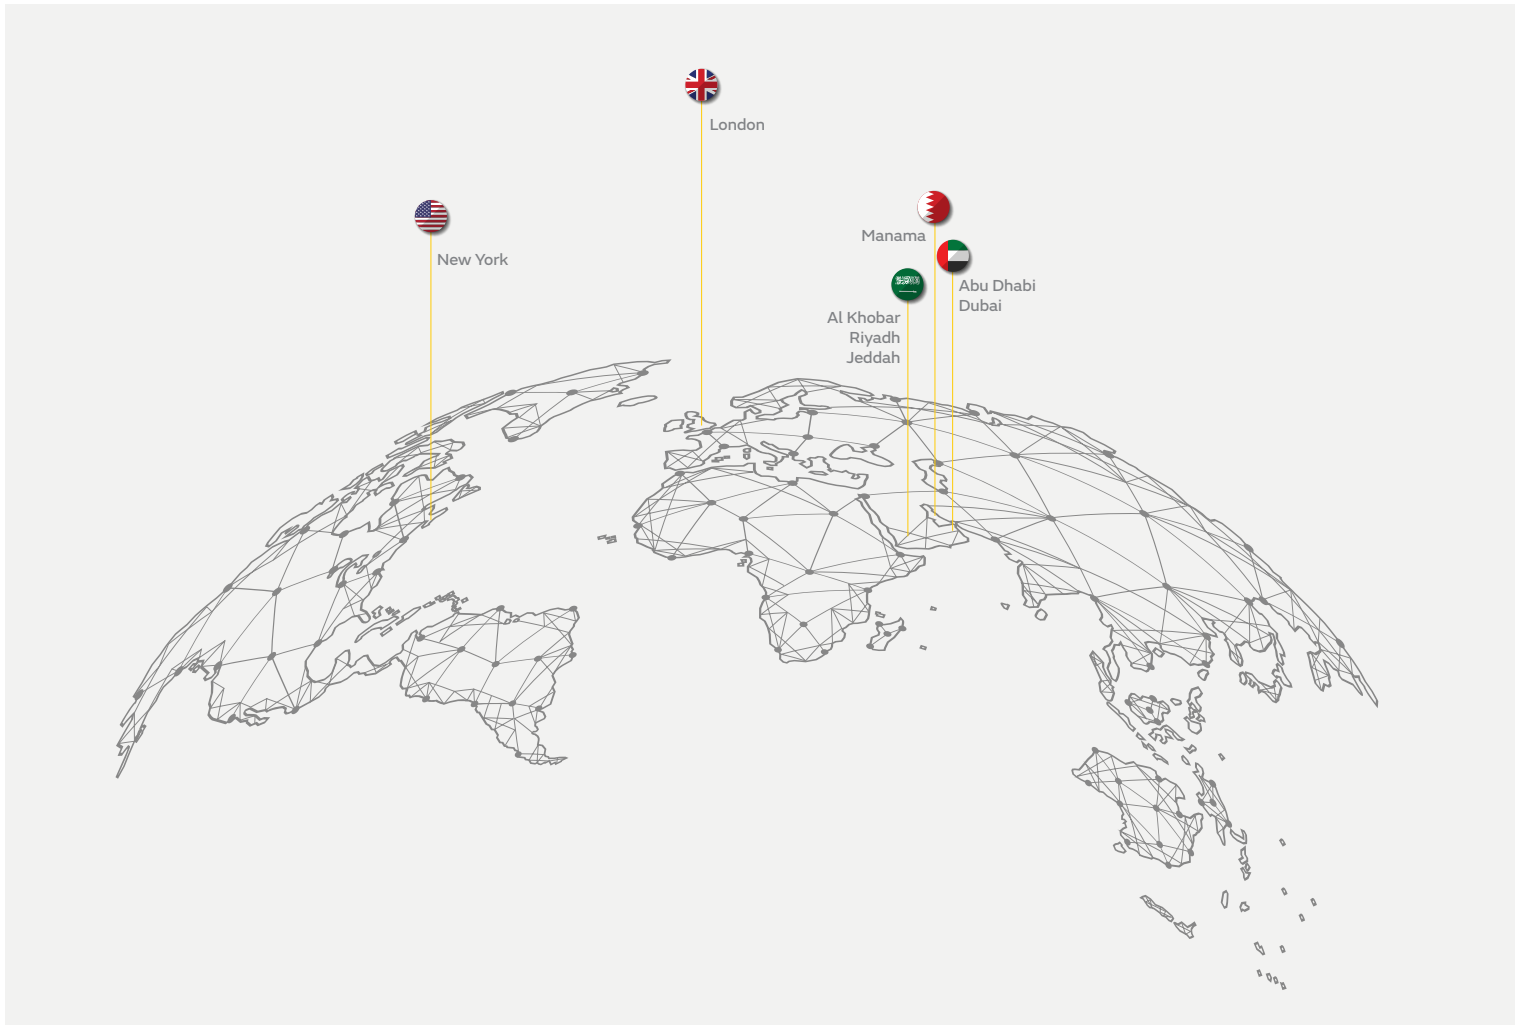 London
New York
Manama
Abu Dhabi
Dubai
Al Khobar
Riyadh
Jeddah